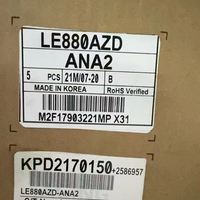 LE880AZD
ANA2
5 PCS 21M/07-20 B
MADE IN KOREA RoHS Verified
M2F17903221MP X31
KPD2170150+2586957
LE880AZD-ANA2